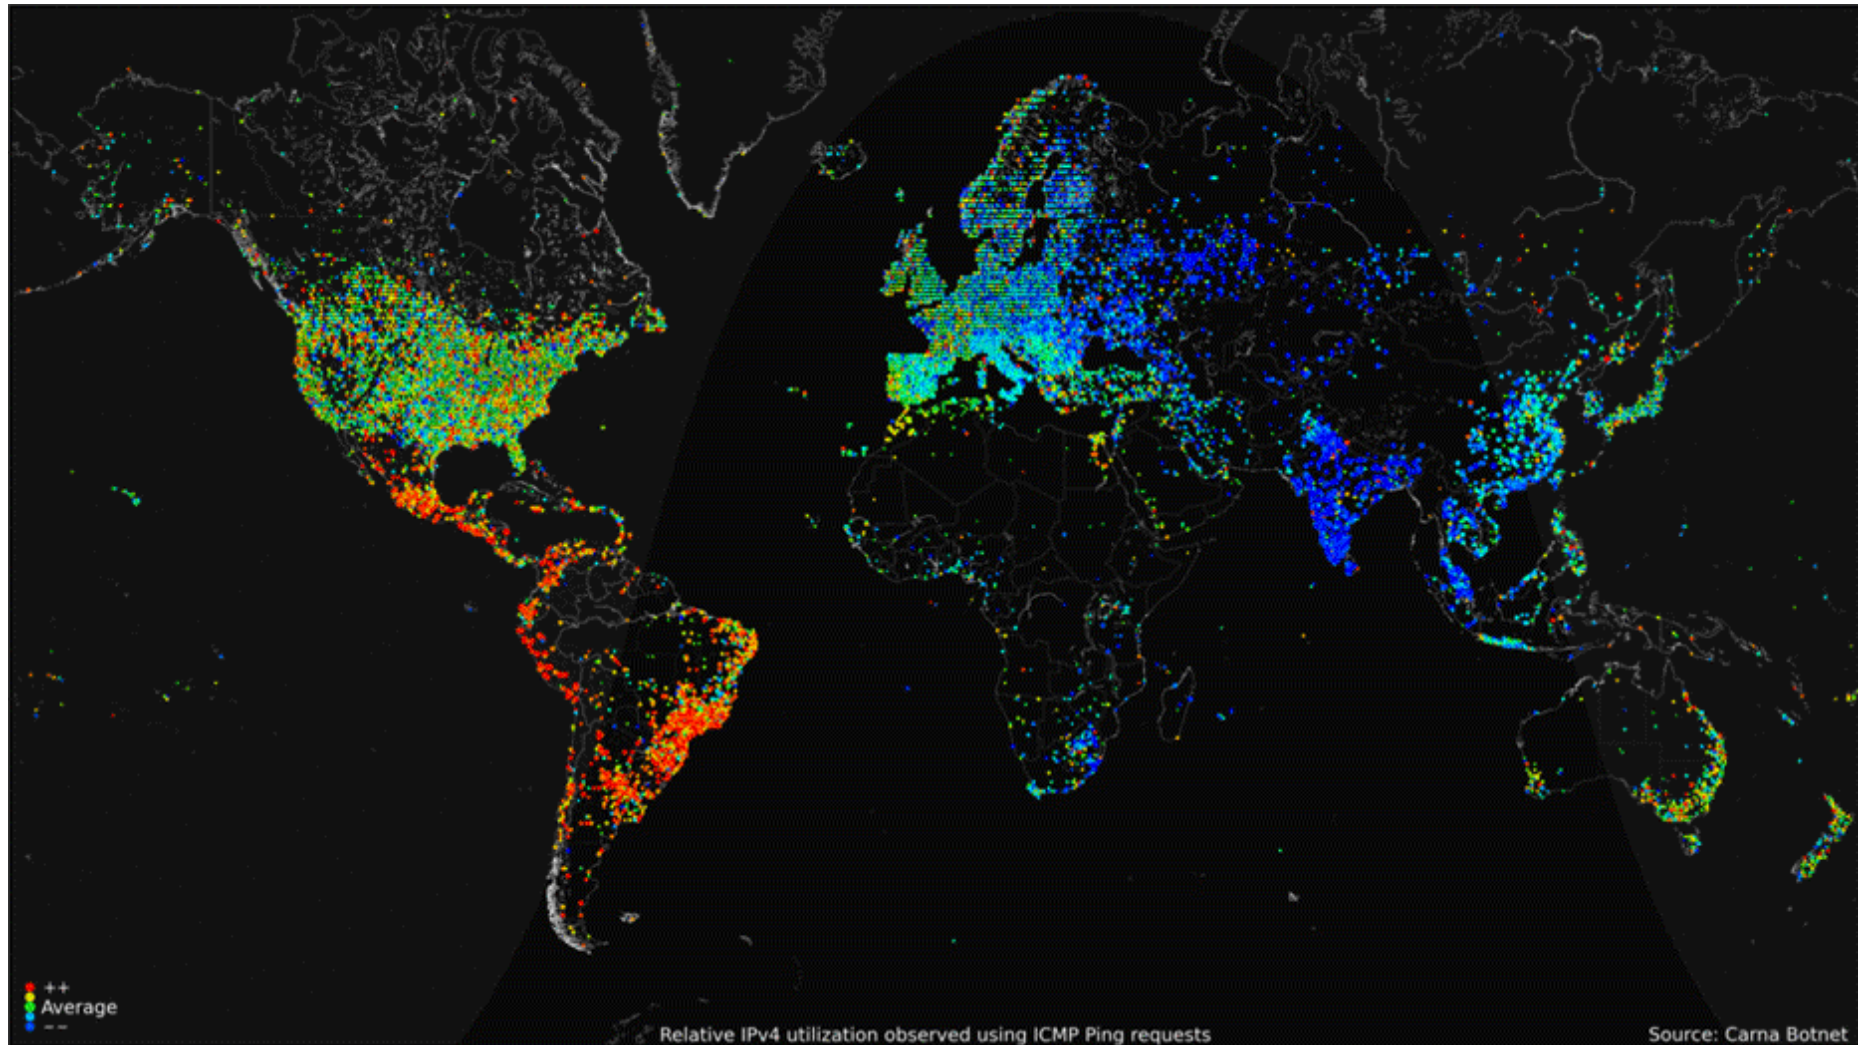 ++
Average
--
Relative IPv4 utilization observed using ICMP Ping requests
Source: Carna Botnet